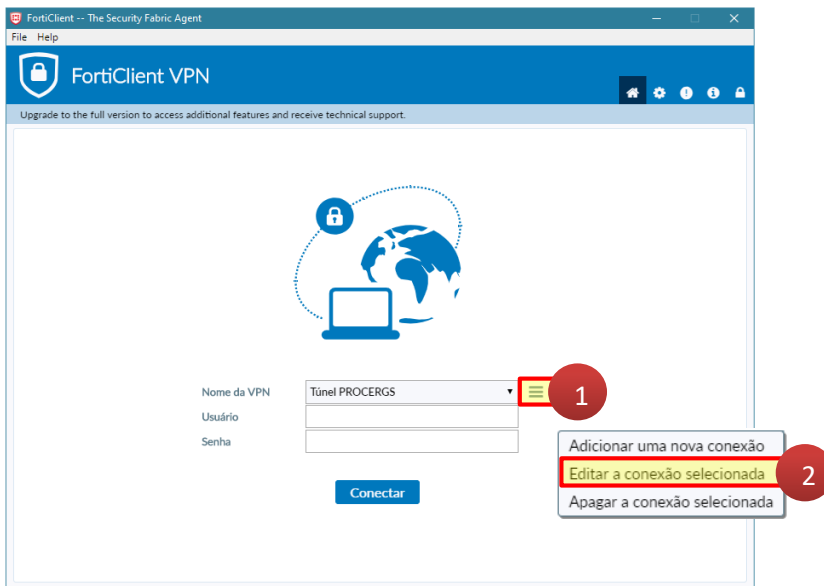 FortiClient -- The Security Fabric Agent
File Help
FortiClient VPN
Upgrade to the full version to access additional features and receive technical support.
Nome da VPN Túnel PROCERGS
1
Usuário
Senha
Adicionar uma nova conexão
Editar a conexão selecionada
2
Apagar a conexão selecionada
Conectar